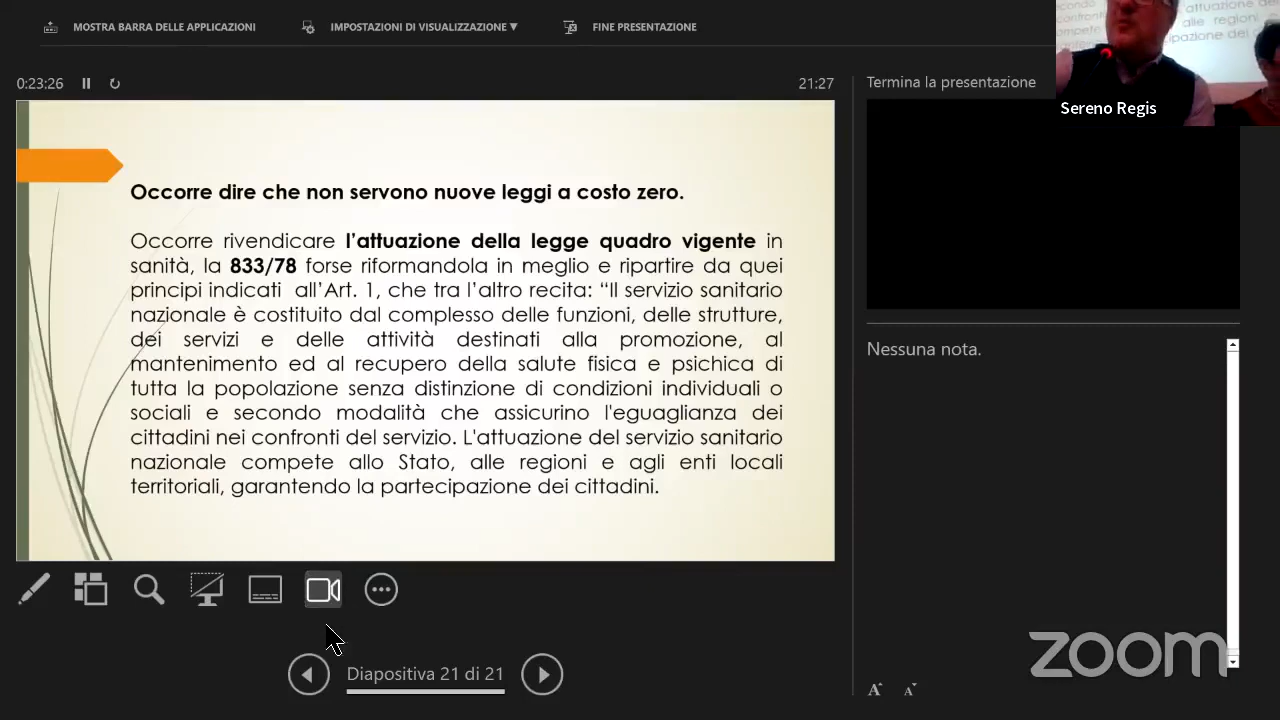 MOSTRA BARRA DELLE APPLICAZIONI
IMPOSTAZIONI DI VISUALIZZAZIONE ▼
FINE PRESENTAZIONE
0:23:26
21:27
Termina la presentazione
Sereno Regis
Occorre dire che non servono nuove leggi a costo zero.
Occorre rivendicare l'attuazione della legge quadro vigente in
sanità, la 833/78 forse riformandola in meglio e ripartire da quei
principi indicati all'Art. 1, che tra l'altro recita: "Il servizio sanitario
nazionale è costituito dal complesso delle funzioni, delle strutture,
dei servizi e delle attività destinati alla promozione, al
mantenimento ed al recupero della salute fisica e psichica di
tutta la popolazione senza distinzione di condizioni individuali o
sociali e secondo modalità che assicurino l'eguaglianza dei
cittadini nei confronti del servizio. L'attuazione del servizio sanitario
nazionale compete allo Stato, alle regioni e agli enti locali
territoriali, garantendo la partecipazione dei cittadini.
Nessuna nota.
Diapositiva 21 di 21
A A
zoom